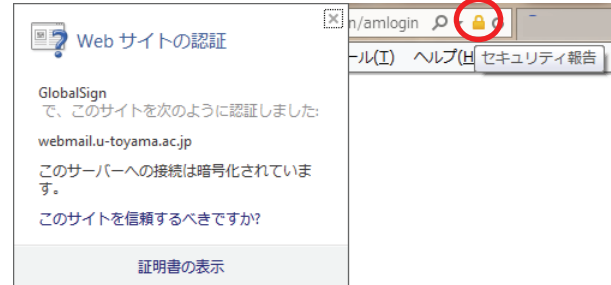 Web サイトの認証
n/amlogin
ール(T) ヘルプ(H
セキュリティ報告
GlobalSign
で、このサイトを次のように認証しました:
webmail.u-toyama.ac.jp
このサーバーへの接続は暗号化されていま
す。
このサイトを信頼するべきですか?
証明書の表示